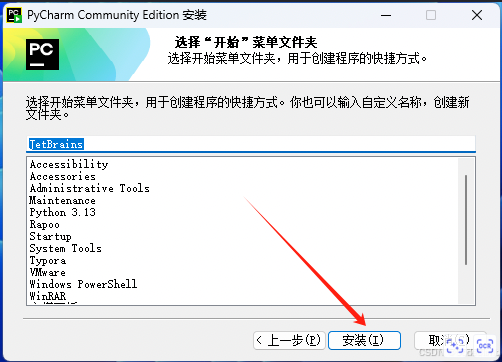 PyCharm Community Edition 安装
PC
选择“开始”菜单文件夹
选择开始菜单文件夹，用于创建程序的快捷方式。
选择开始菜单文件夹，用于创建程序的快捷方式。你也可以输入自定义名称，创建新
文件夹。
JetBrains
Accessibility
Accessories
Administrative Tools
Maintenance
Python 3.13
Rapoo
Startup
System Tools
Typora
VMware
Windows PowerShell
WinRAR
< 上一步(P)
安装(I)
取消(C)
CSDN